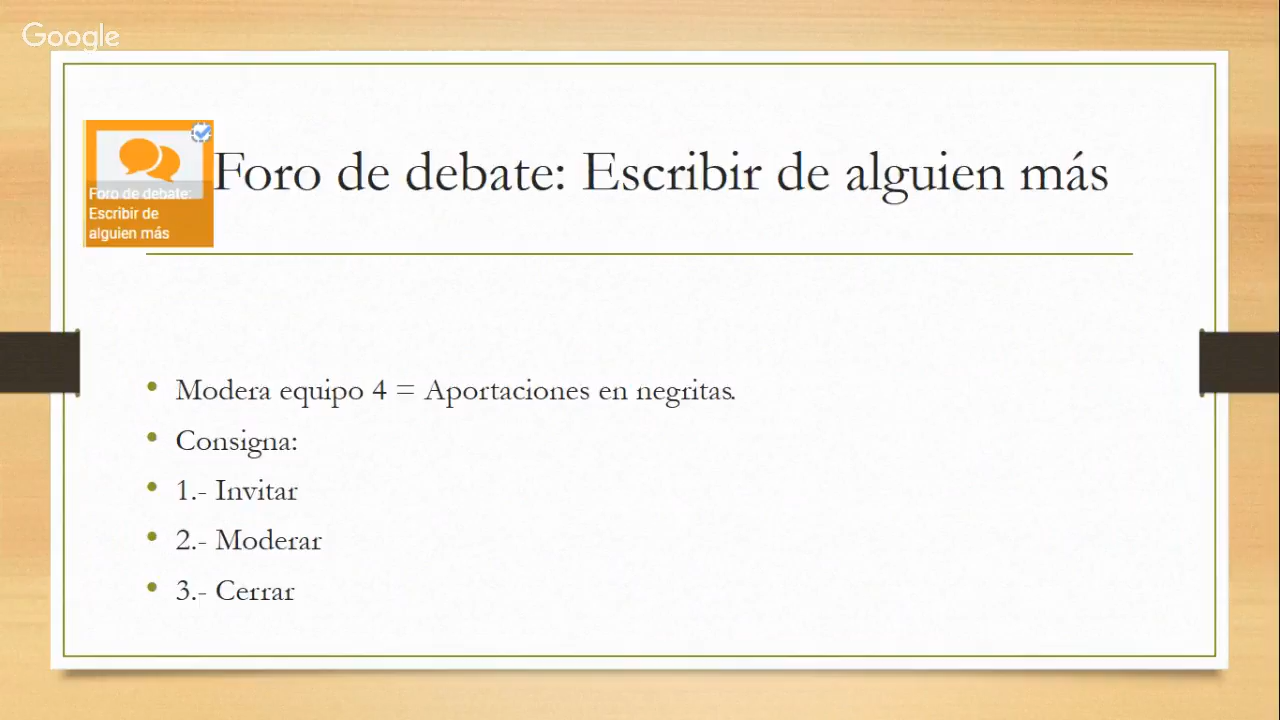 Google
Foro de debate: Escribir de alguien más
Foro de debate:
Escribir de
alguien más
Modera equipo 4 = Aportaciones en negritas.
Consigna:
1.- Invitar
2.- Moderar
3.- Cerrar